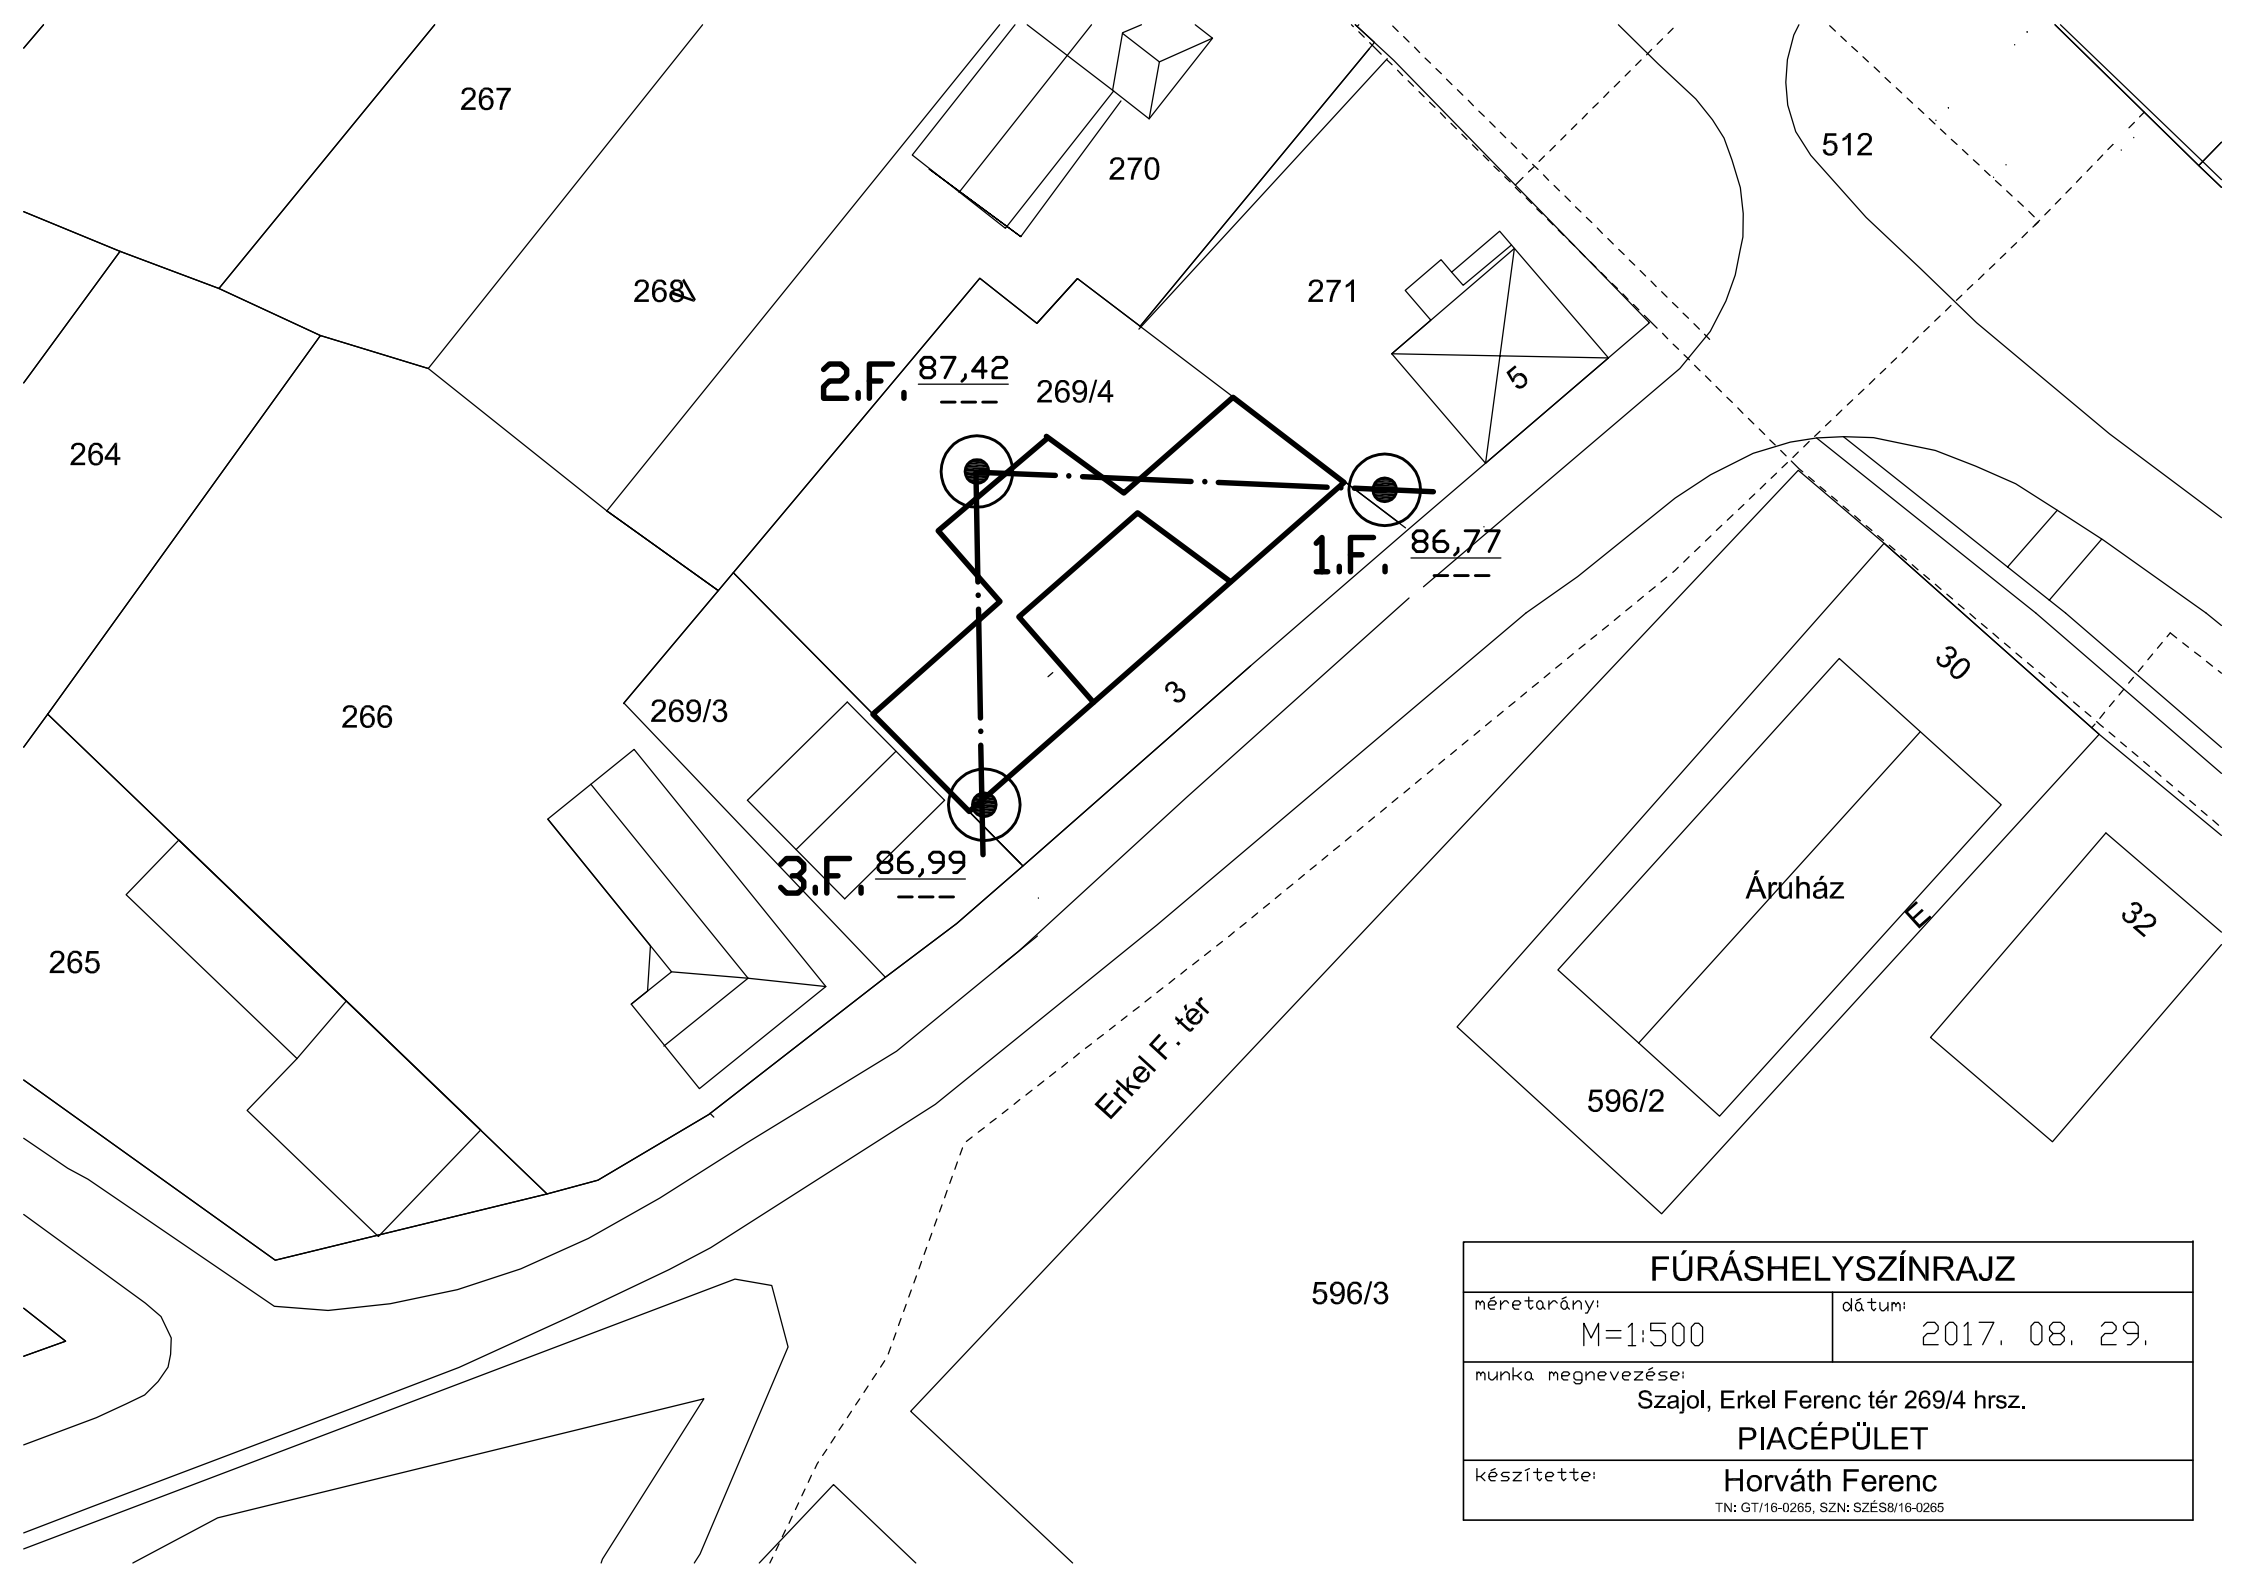 267
512
270
268
271
2.F. 87,42
---
269/4
5
264
1.F. 86,77
---
30
3
266
269/3
3.F. 86,99
---
Áruház
E
32
265
Erkel F. tér
596/2
596/3
FÚRÁSHELYSZÍNRAJZ
méretarány:
M=1:500
dátum:
2017. 08. 29.
munka megnevezése:
Szajol, Erkel Ferenc tér 269/4 hrsz.
PIACÉPÜLET
készítette:
Horváth Ferenc
TN: GT/16-0265, SZN: SZÉS8/16-0265